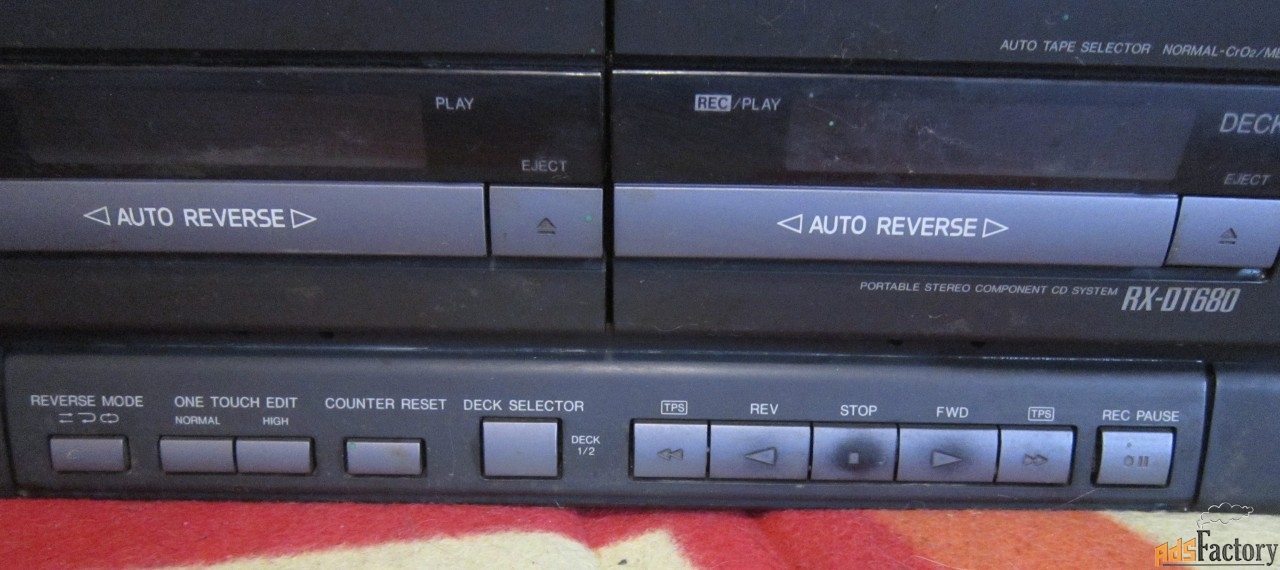 AUTO TAPE SELECTOR NORMAL-CrO2/ME
PLAY
REC/PLAY
DECK
EJECT
EJECT
AUTO REVERSE
AUTO REVERSE
PORTABLE STEREO COMPONENT CD SYSTEM RX-DT680
REVERSE MODE
ONE TOUCH EDIT
NORMAL
HIGH
COUNTER RESET
DECK SELECTOR
DECK
1/2
TPS
REV
STOP
FWD
TPS
REC PAUSE
AdsFactory